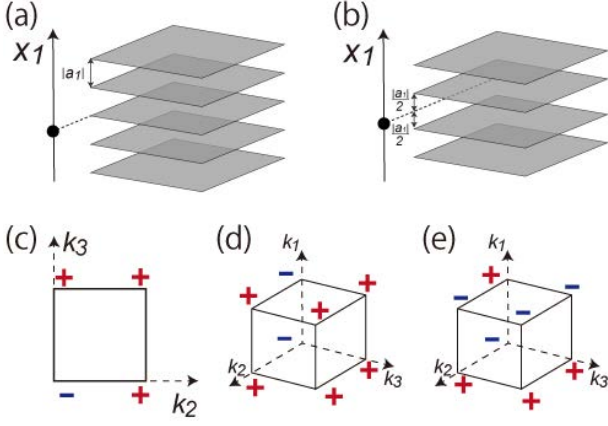 (a)
X1
|a1|
(b)
X1
|a1|
2
|a1|
2
(c)
k3
+ +
- +
k2
(d)
k1
-
+ + +
-
k2
k3
+ + +
(e)
k1
+
- - -
-
k2
k3
+ + +